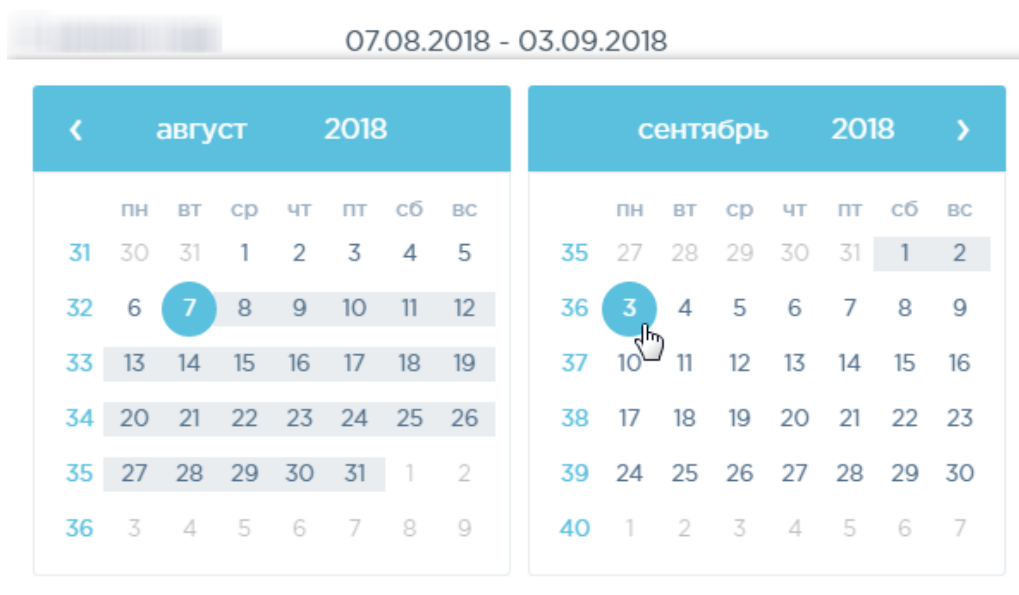 07.08.2018 - 03.09.2018
‹ август 2018
пн вт ср чт пт сб вс
31 30 31 1 2 3 4 5
32 6 7 8 9 10 11 12
33 13 14 15 16 17 18 19
34 20 21 22 23 24 25 26
35 27 28 29 30 31 1 2
36 3 4 5 6 7 8 9
сентябрь 2018 ›
пн вт ср чт пт сб вс
35 27 28 29 30 31 1 2
36 3 4 5 6 7 8 9
37 10 11 12 13 14 15 16
38 17 18 19 20 21 22 23
39 24 25 26 27 28 29 30
40 1 2 3 4 5 6 7